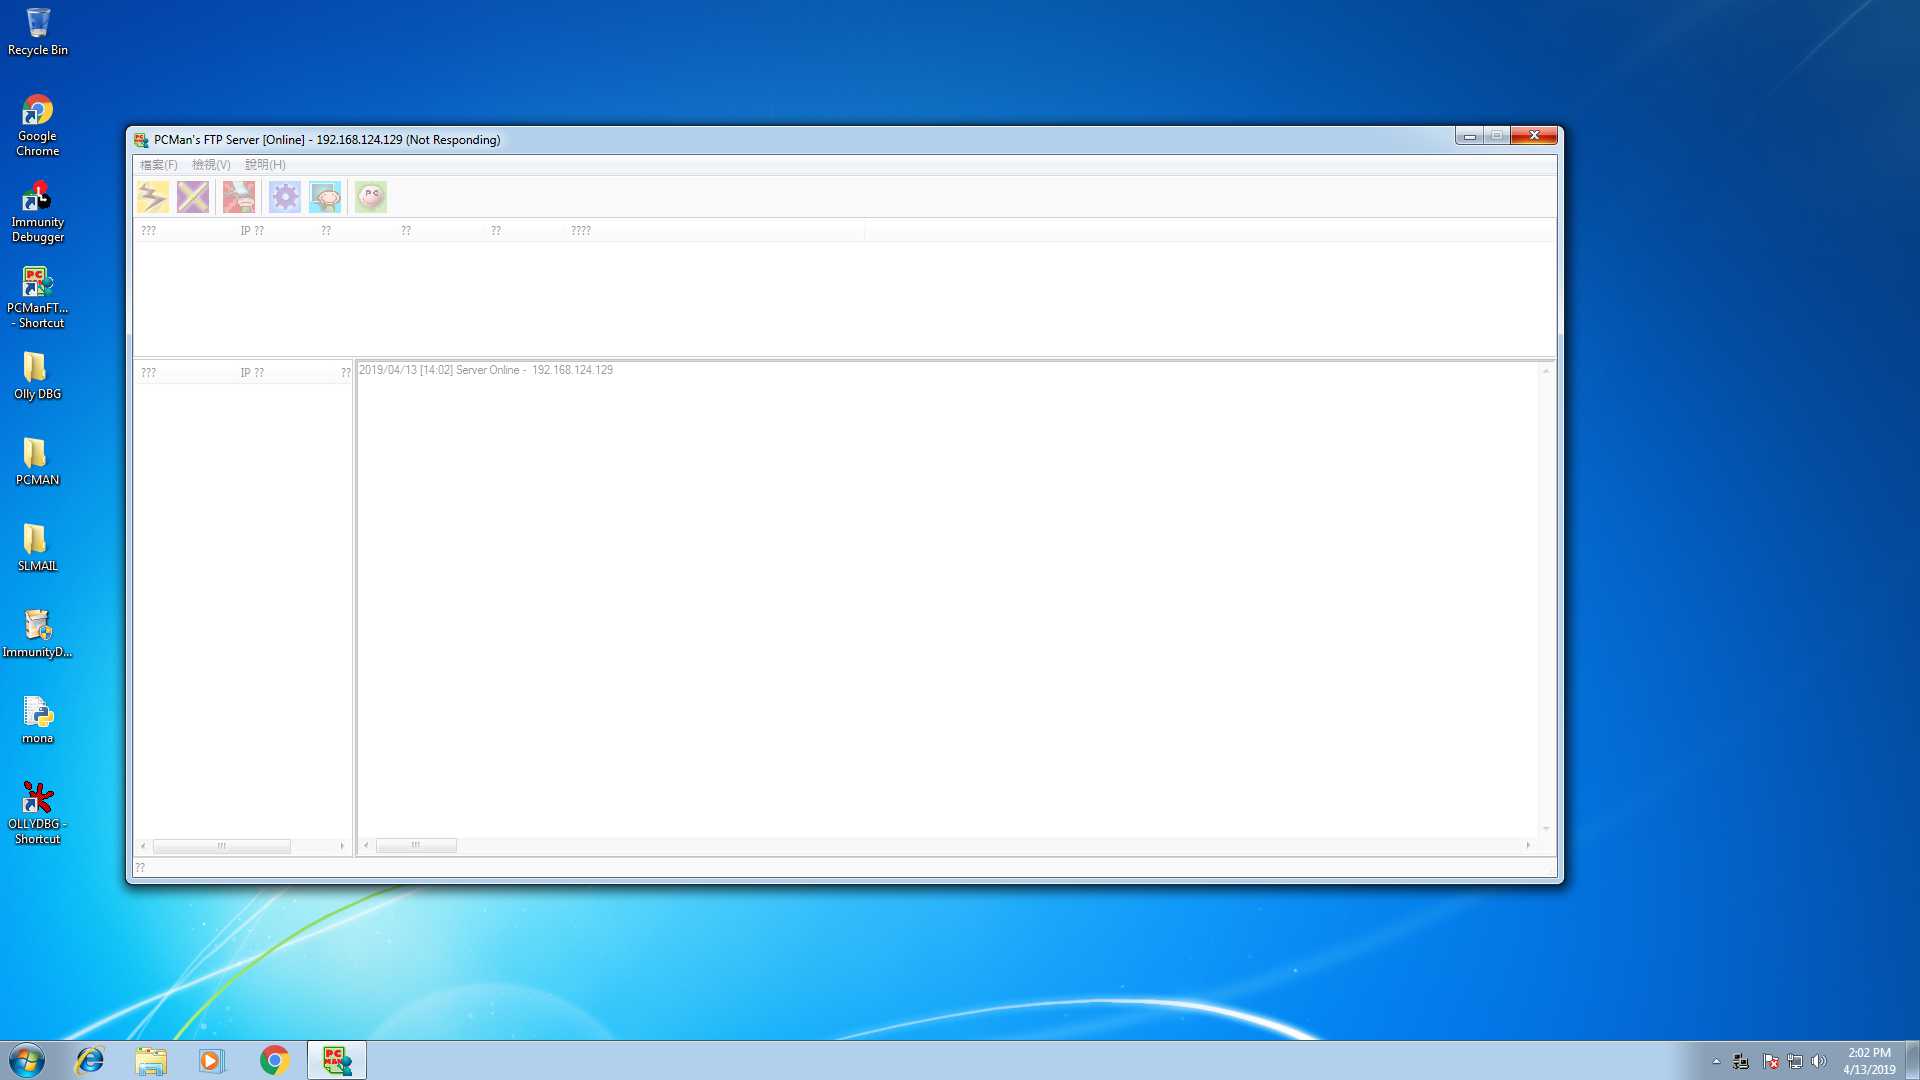 Recycle Bin
Google
Chrome
Immunity
Debugger
PCManFT...
- Shortcut
Olly DBG
PCMAN
SLMAIL
ImmunityD...
mona
OLLYDBG -
Shortcut
PCMan's FTP Server [Online] - 192.168.124.129 (Not Responding)
檔案(F) 檢視(V) 說明(H)
??? IP ?? ?? ?? ?? ????
??? IP ?? ??
2019/04/13 [14:02] Server Online - 192.168.124.129
??
2:02 PM
4/13/2019